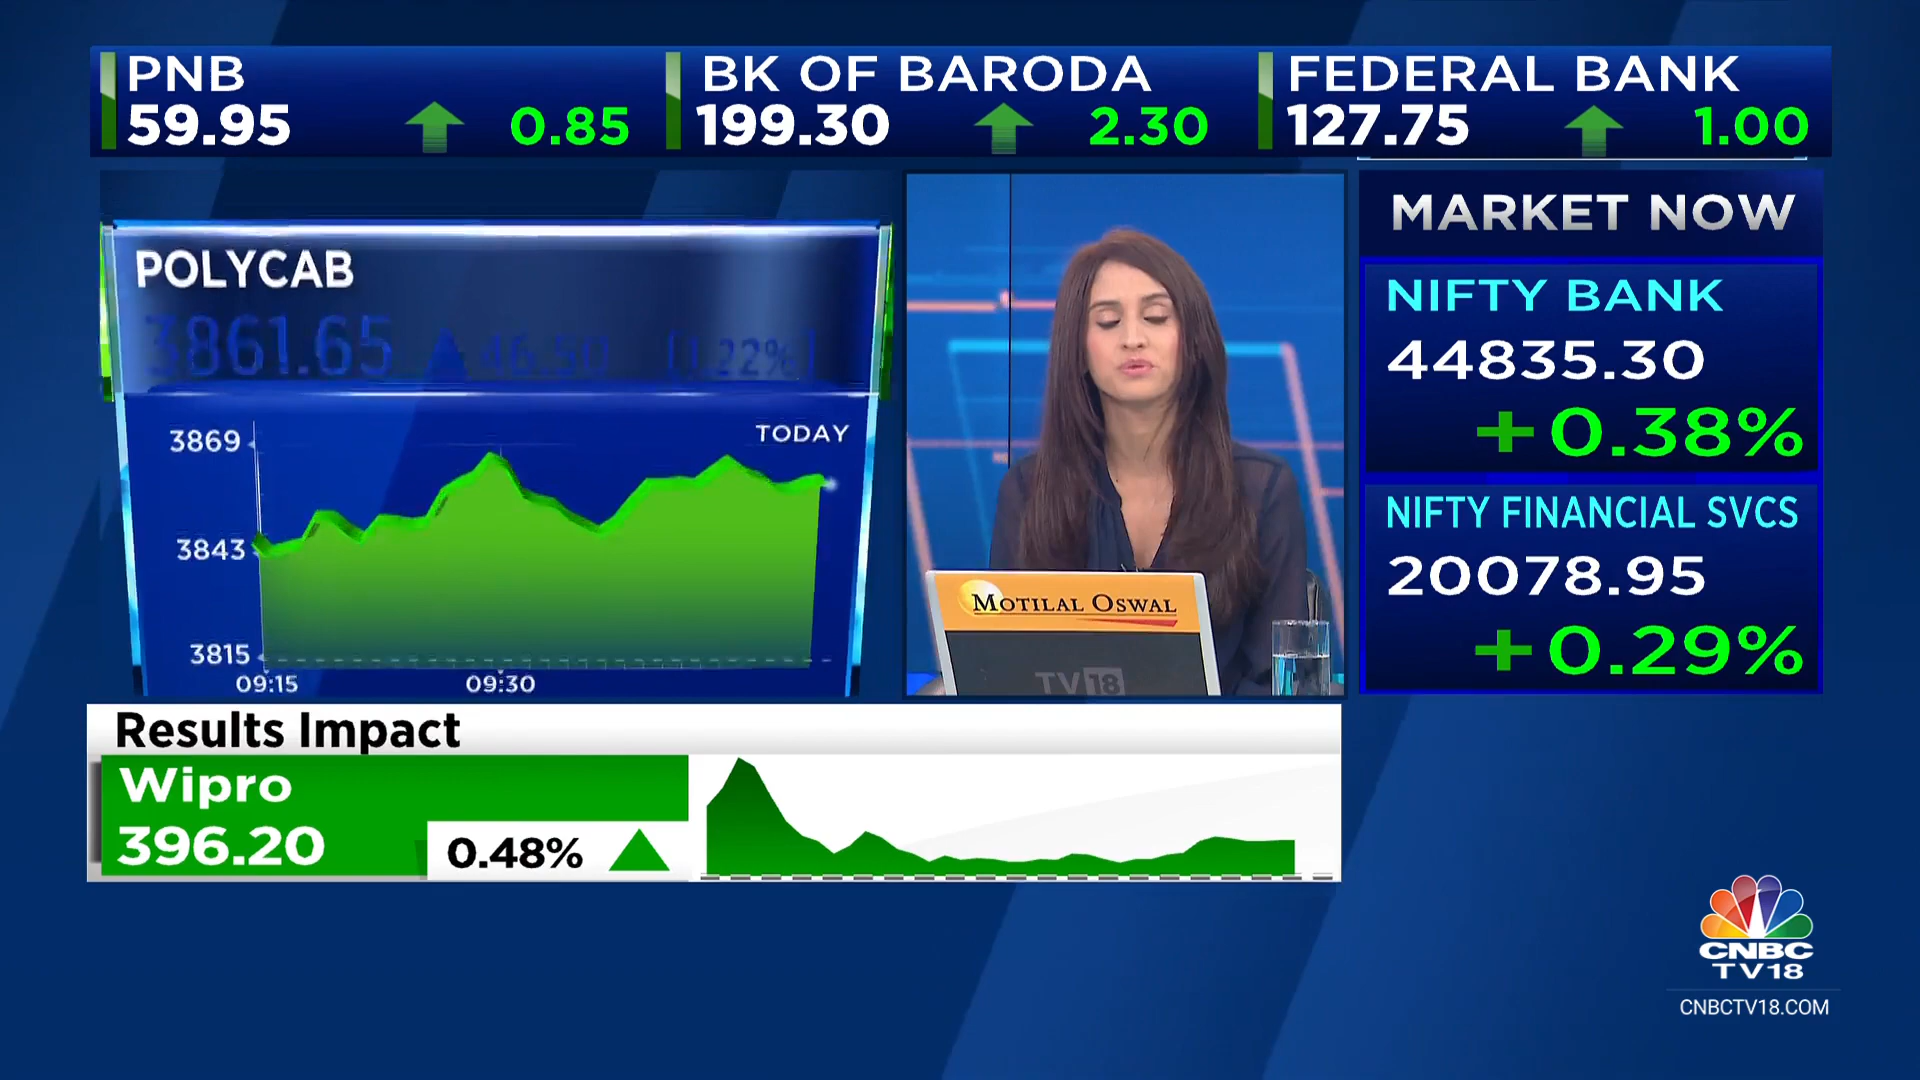 PNB
59.95 0.85
BK OF BARODA
199.30 2.30
FEDERAL BANK
127.75 1.00
POLYCAB
3861.65 46.50 [1.22%]
TODAY
3869
3843
3815
09:15 09:30
MOTILAL OSWAL
TV18
MARKET NOW
NIFTY BANK
44835.30
+0.38%
NIFTY FINANCIAL SVCS
20078.95
+0.29%
Results Impact
Wipro
396.20
0.48%
CNBC
TV18
CNBCTV18.COM